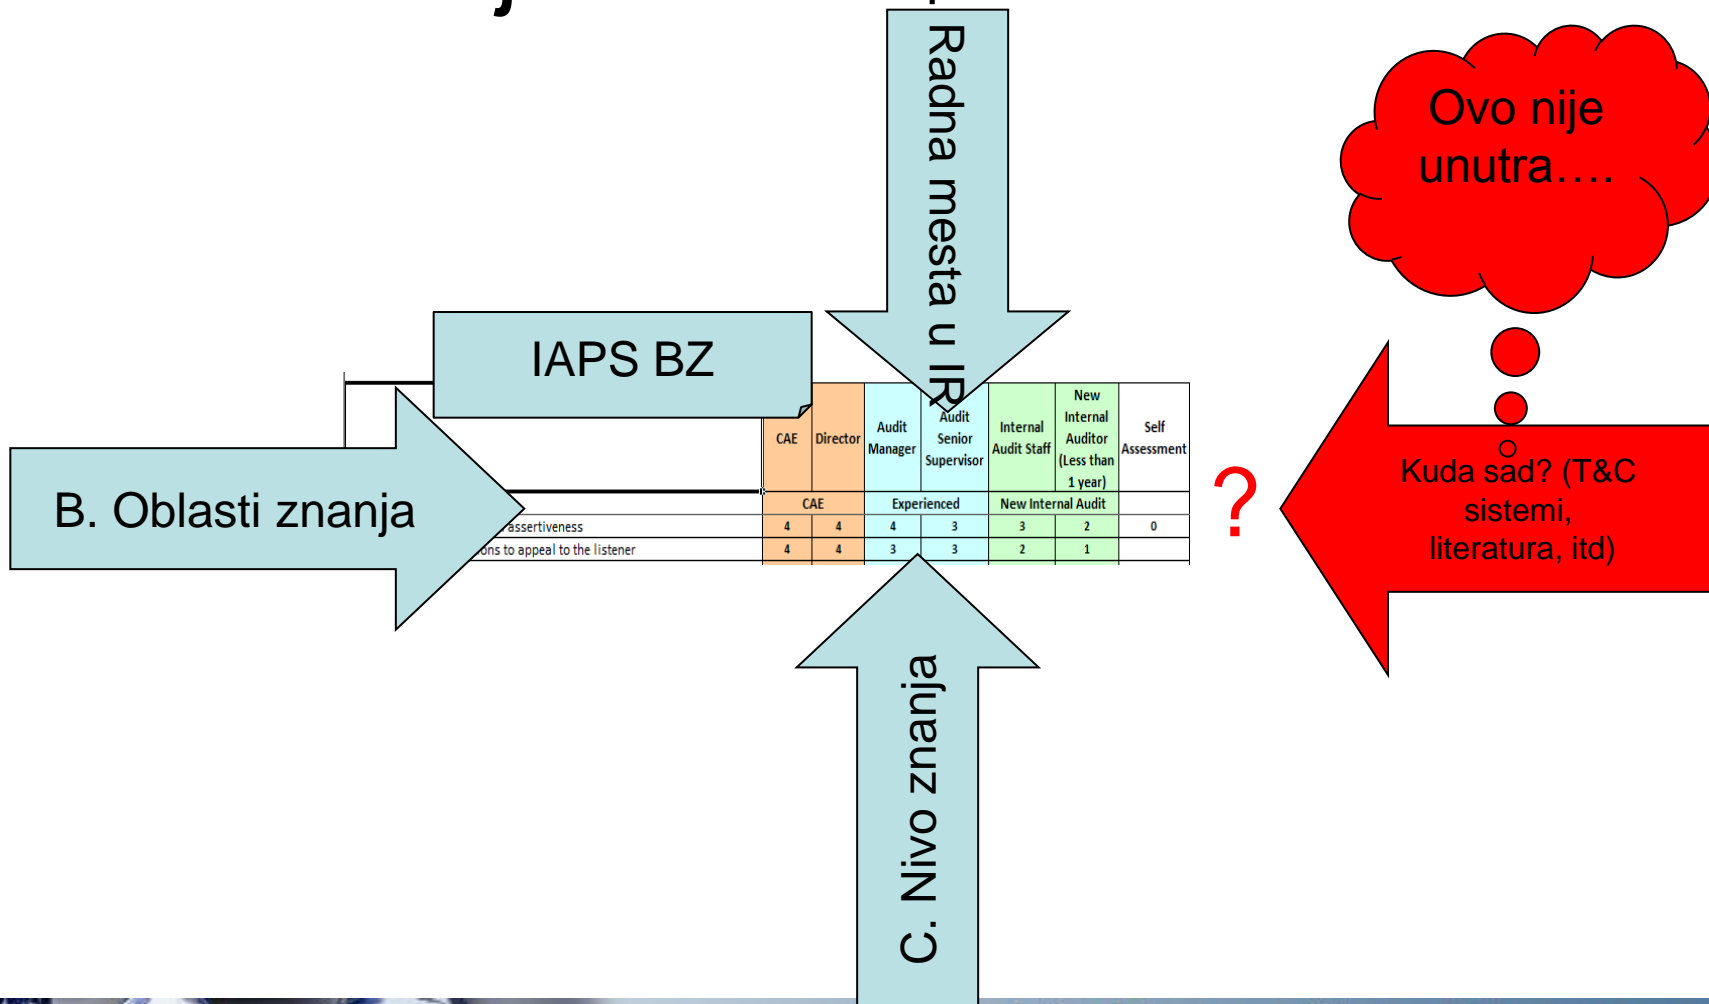 Radna mesta u IR
Ovo nije
unutra....
IAPS BZ
CAE
Director
Audit
Manager
Audit
Senior
Supervisor
Internal
Audit Staff
New
Internal
Auditor
(Less than
1 year)
Self
Assessment
CAE
Experienced
New Internal Audit
assertiveness 4 4 4 3 3 2 0
to appeal to the listener 4 4 3 3 2 1
B. Oblasti znanja
?
Kuda sad? (T&C
sistemi,
literatura, itd)
C. Nivo znanja